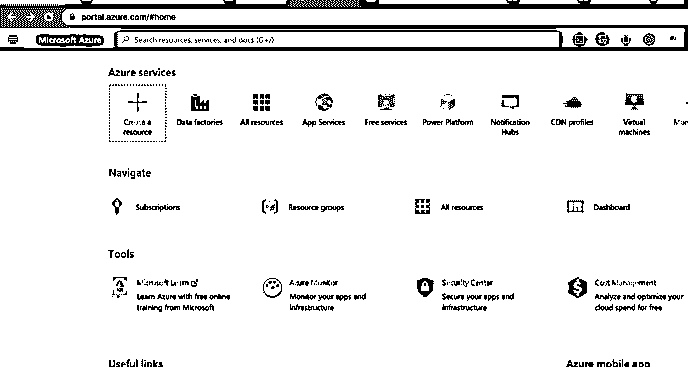 portal.azure.com/#home
Microsoft Azure
Search resources, services, and docs (G+/)
Azure services
Create a resource
Data factories
All resources
App Services
Free services
Power Platform
Notification Hubs
CDN profiles
Virtual machines
Navigate
Subscriptions
Resource groups
All resources
Dashboard
Tools
Microsoft Learn
Learn Azure with free online
training from Microsoft
Azure Monitor
Monitor your apps and
infrastructure
Security Center
Secure your apps and
infrastructure
Cost Management
Analyze and optimize your
cloud spend for free
Useful links
Azure mobile app